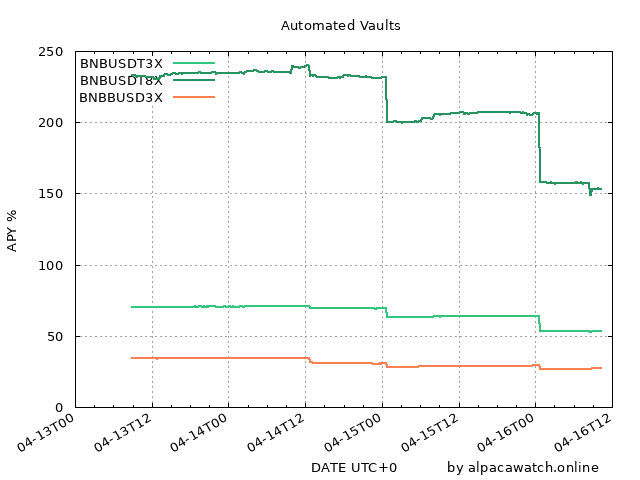 Automated Vaults
BNBUSDT3X
BNBUSDT8X
BNBBUSD3X
APY %
250
200
150
100
50
0
04-13T00
04-13T12
04-14T00
04-14T12
04-15T00
04-15T12
04-16T00
04-16T12
DATE UTC+0
by alpacawatch.online